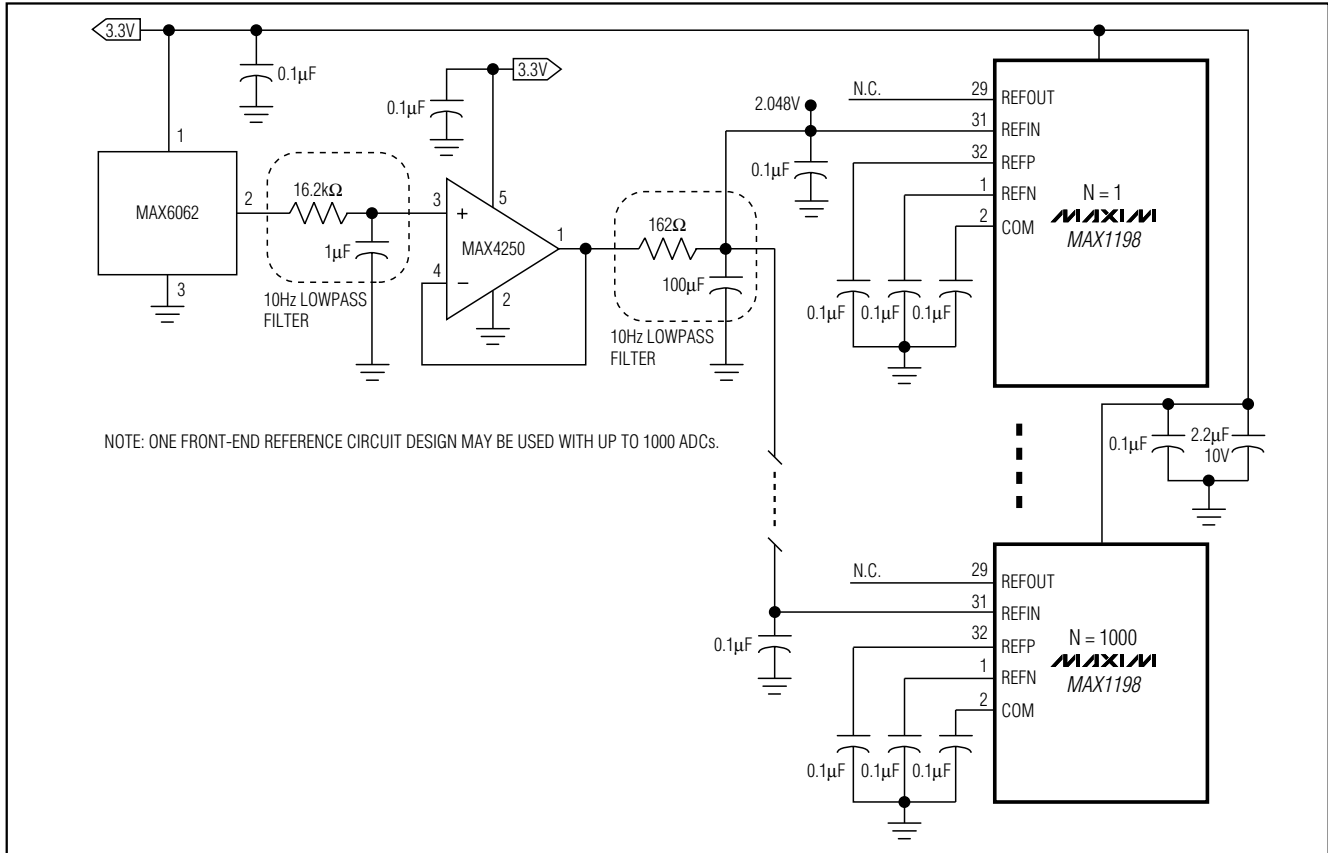 3.3V
0.1µF
3.3V
0.1µF
1
MAX6062
2
3
16.2kΩ
1µF
10Hz LOWPASS
FILTER
3
+
4
−
5
MAX4250
1
2
162Ω
100µF
10Hz LOWPASS
FILTER
2.048V
0.1µF
N.C.
29
REFOUT
31
REFIN
32
REFP
1
REFN
2
COM
N = 1
MAXIM
MAX1198
0.1µF
0.1µF
0.1µF
NOTE: ONE FRONT-END REFERENCE CIRCUIT DESIGN MAY BE USED WITH UP TO 1000 ADCs.
0.1µF
2.2µF
10V
N.C.
29
REFOUT
31
REFIN
32
REFP
1
REFN
2
COM
N = 1000
MAXIM
MAX1198
0.1µF
0.1µF
0.1µF
0.1µF